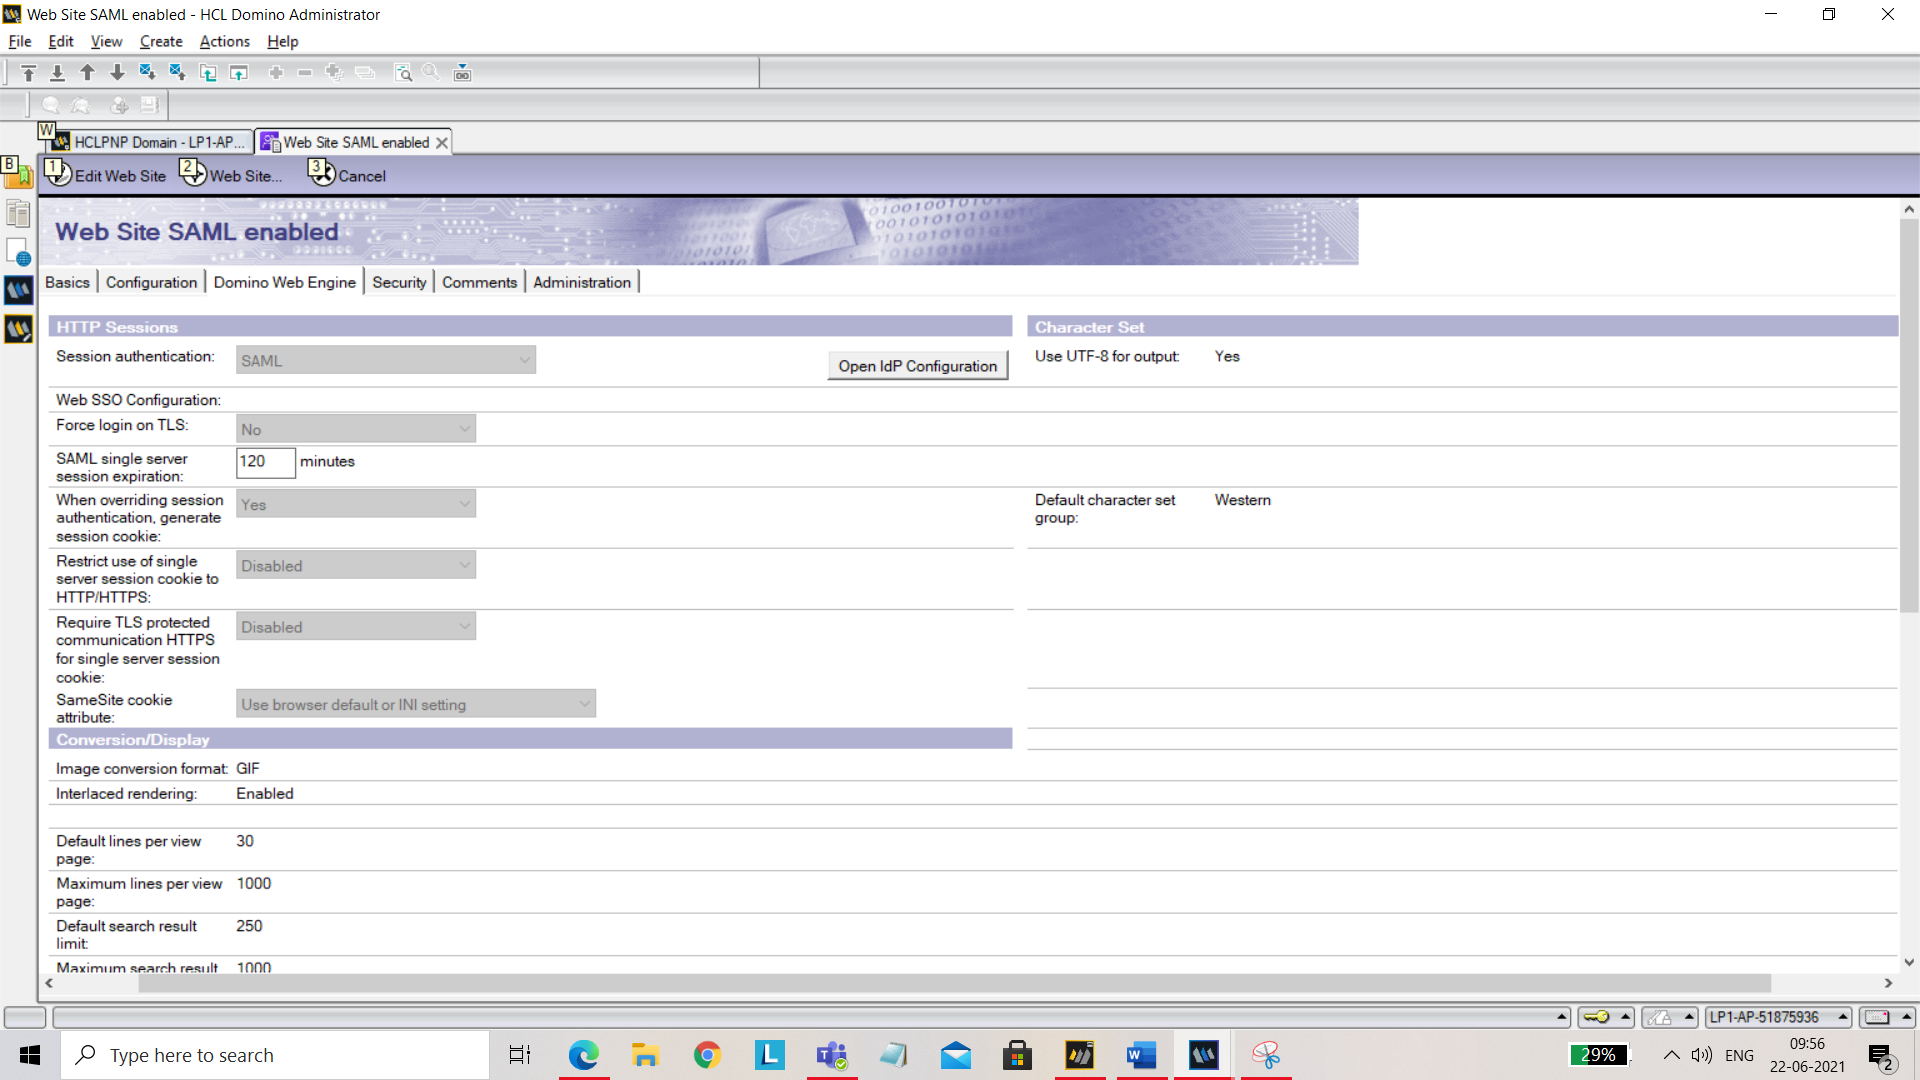 Web Site SAML enabled - HCL Domino Administrator
File Edit View Create Actions Help
W
HCLPNP Domain - LP1-AP... Web Site SAML enabled
B
1 Edit Web Site 2 Web Site... 3 Cancel
Web Site SAML enabled
Basics Configuration Domino Web Engine Security Comments Administration
HTTP Sessions
Session authentication: SAML
Open IdP Configuration
Web SSO Configuration:
Force login on TLS: No
SAML single server
session expiration:
120 minutes
When overriding session
authentication, generate
session cookie:
Yes
Restrict use of single
server session cookie to
HTTP/HTTPS:
Disabled
Require TLS protected
communication HTTPS
for single server session
cookie:
Disabled
SameSite cookie
attribute:
Use browser default or INI setting
Character Set
Use UTF-8 for output: Yes
Default character set
group:
Western
Conversion/Display
Image conversion format: GIF
Interlaced rendering: Enabled
Default lines per view
page:
30
Maximum lines per view
page:
1000
Default search result
limit:
250
Maximum search result 1000
LP1-AP-51875936
Type here to search
29%
ENG
09:56
22-06-2021
2